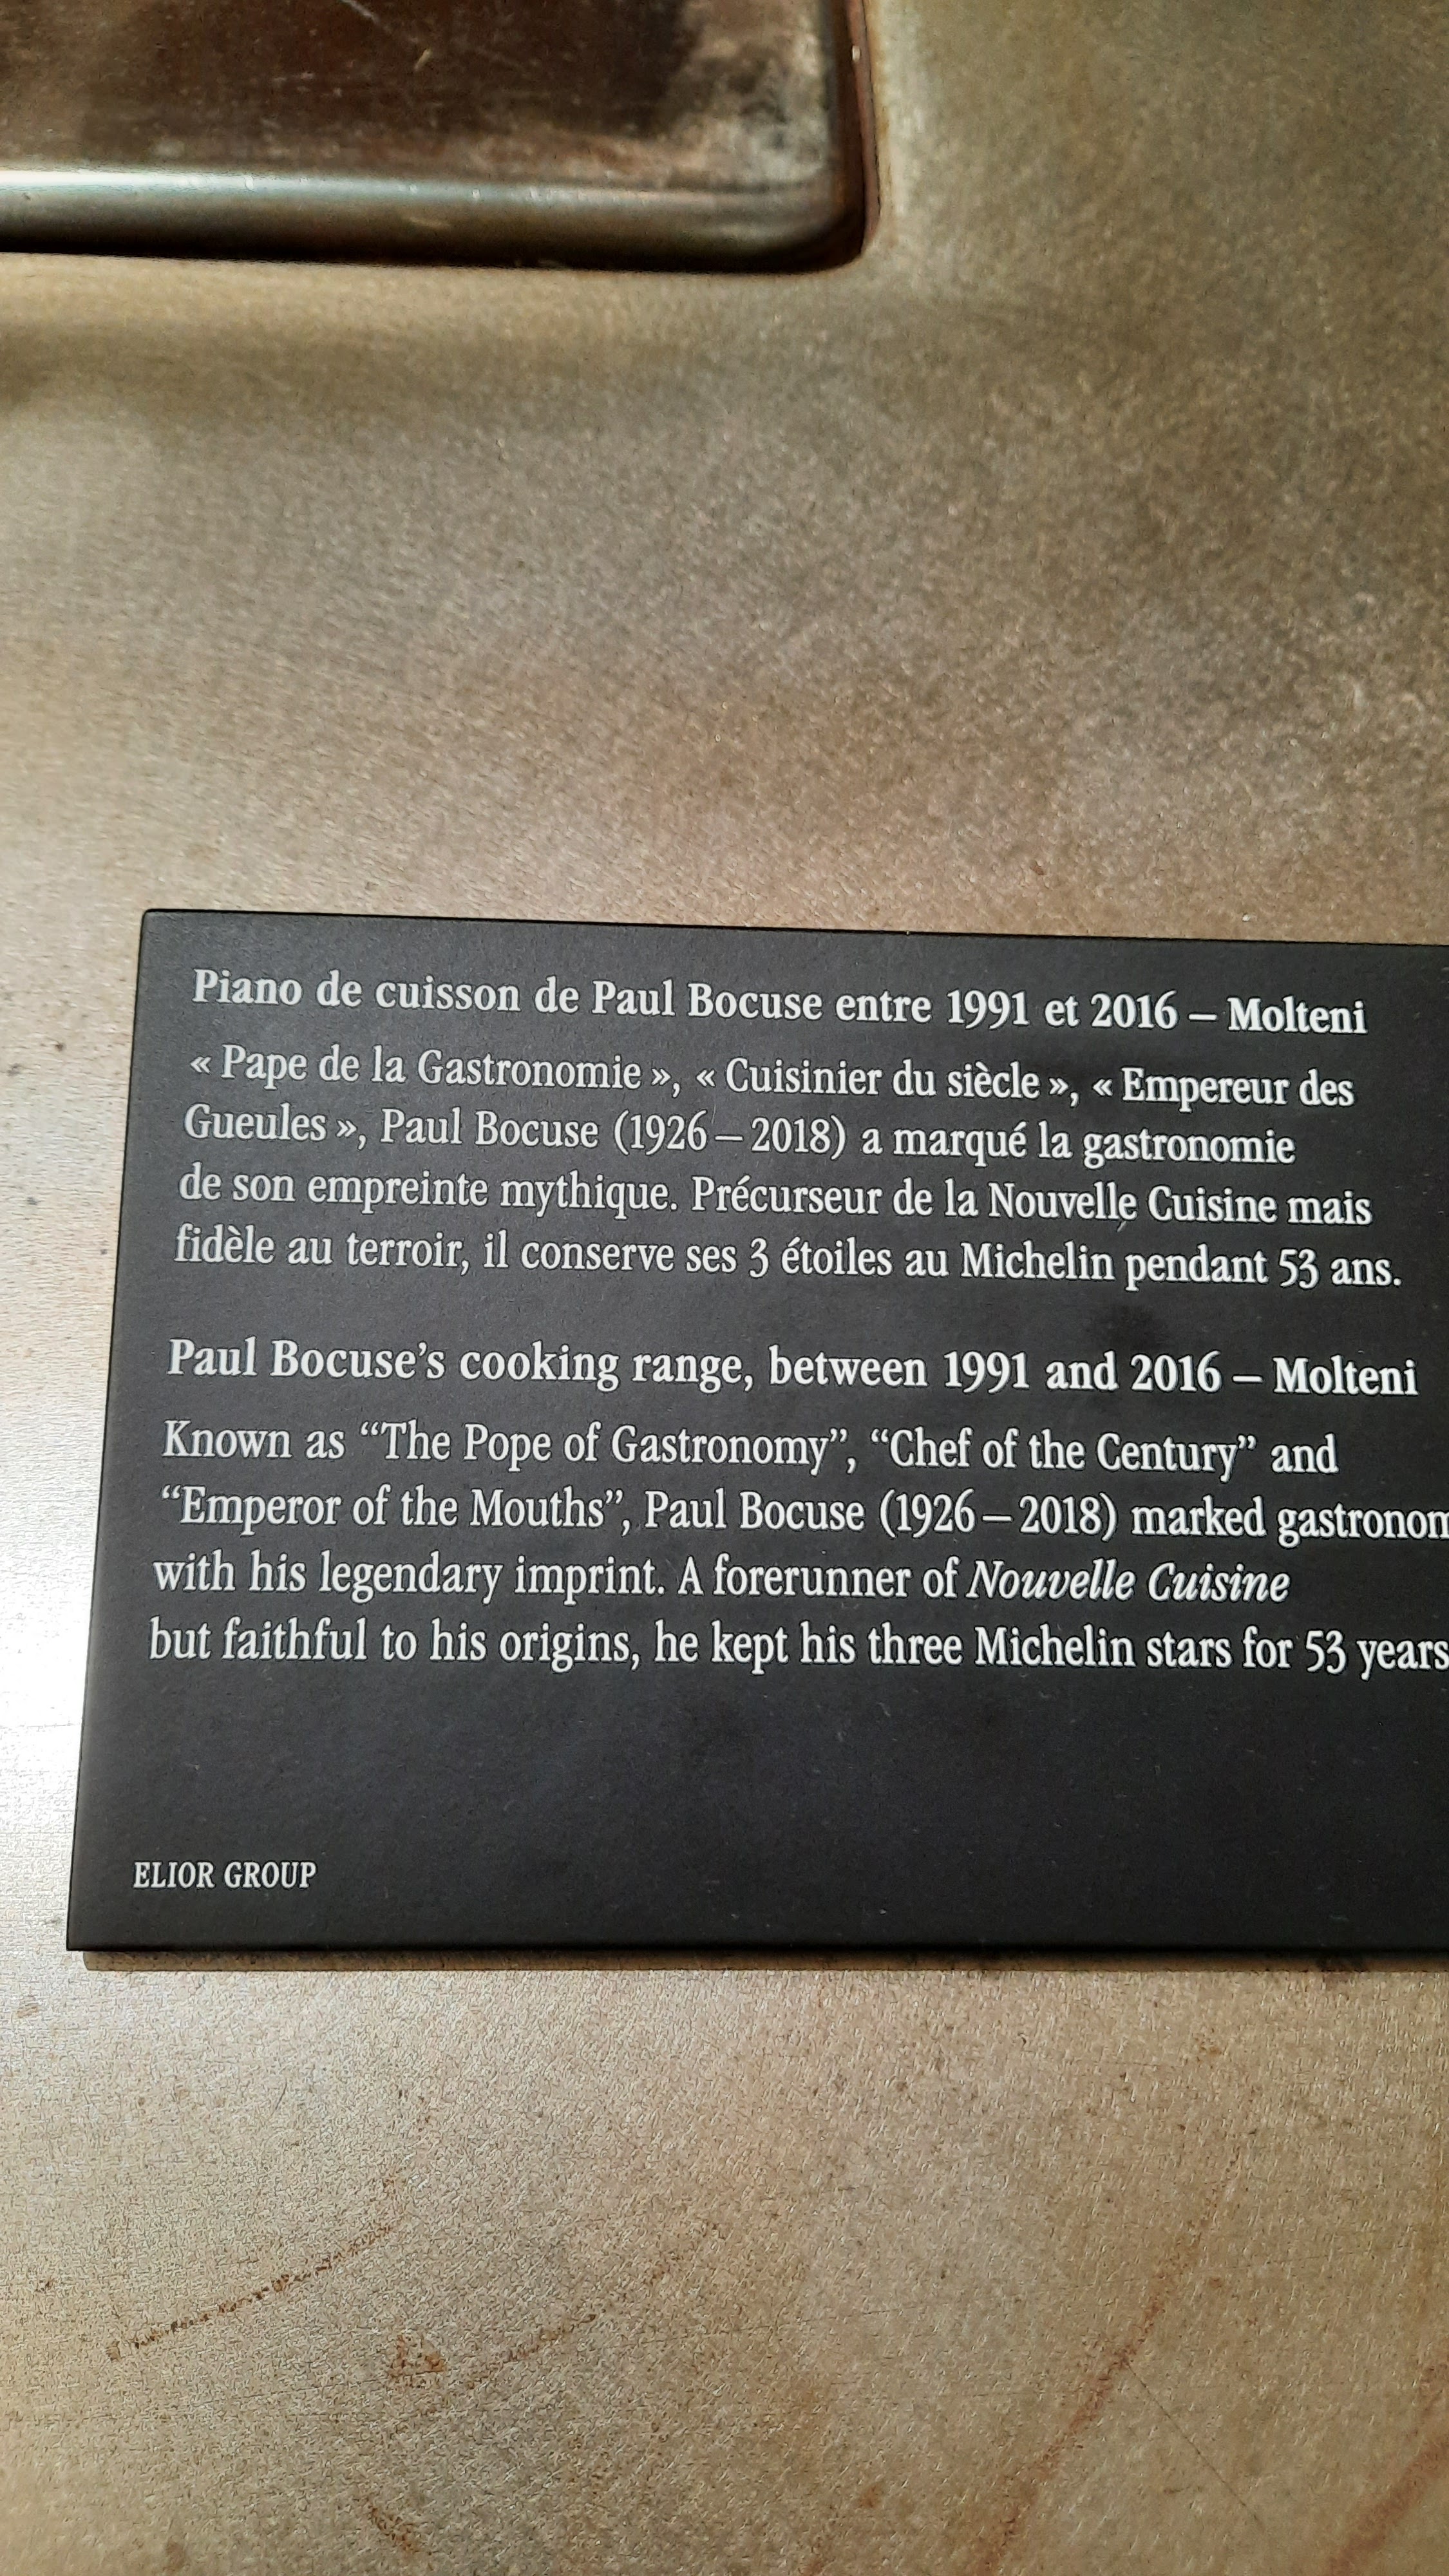 Piano de cuisson de Paul Bocuse entre 1991 et 2016 – Molteni
« Pape de la Gastronomie », « Cuisinier du siècle », « Empereur des
Gueules », Paul Bocuse (1926 – 2018) a marqué la gastronomie
de son empreinte mythique. Précurseur de la Nouvelle Cuisine mais
fidèle au terroir, il conserve ses 3 étoiles au Michelin pendant 53 ans.
Paul Bocuse’s cooking range, between 1991 and 2016 – Molteni
Known as “The Pope of Gastronomy”, “Chef of the Century” and
“Emperor of the Mouths”, Paul Bocuse (1926 – 2018) marked
with his legendary imprint. A forerunner of Nouvelle Cuisine
but faithful to his origins, he kept his three Michelin stars for 53 years
ELIOR GROUP